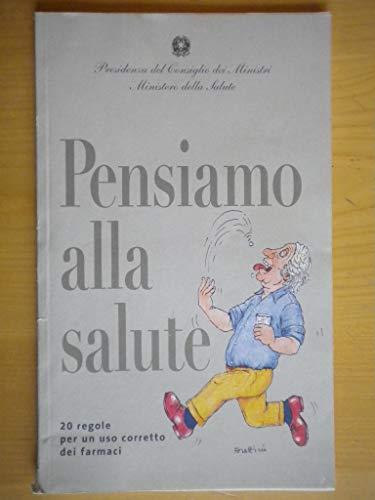 Presidenza del Consiglio dei Ministri
Ministero della Salute
Pensiamo
alla
salute
20 regole
per un uso corretto
dei farmaci